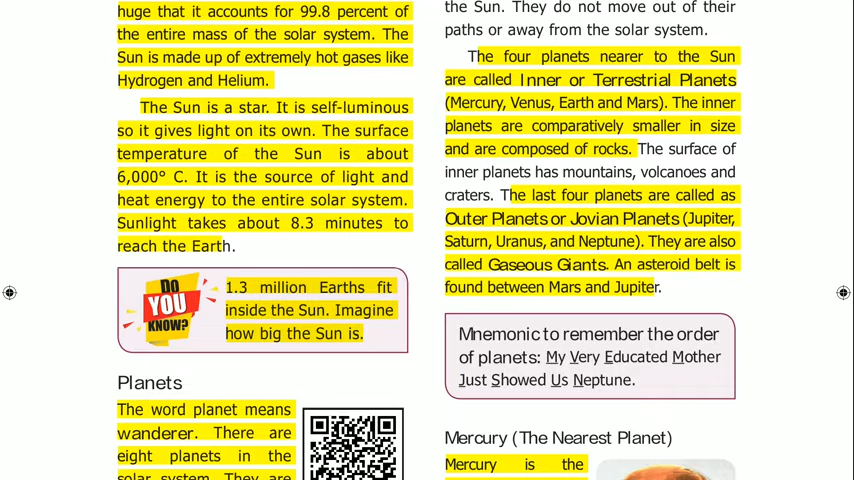 huge that it accounts for 99.8 percent of
the entire mass of the solar system. The
Sun is made up of extremely hot gases like
Hydrogen and Helium.
The Sun is a star. It is self-luminous
so it gives light on its own. The surface
temperature of the Sun is about
6,000° C. It is the source of light and
heat energy to the entire solar system.
Sunlight takes about 8.3 minutes to
reach the Earth.
DO
YOU
KNOW?
1.3 million Earths fit
inside the Sun. Imagine
how big the Sun is.
Planets
The word planet means
wanderer. There are
eight planets in the
solar system. They are
the Sun. They do not move out of their
paths or away from the solar system.
The four planets nearer to the Sun
are called Inner or Terrestrial Planets
(Mercury, Venus, Earth and Mars). The inner
planets are comparatively smaller in size
and are composed of rocks. The surface of
inner planets has mountains, volcanoes and
craters. The last four planets are called as
Outer Planets or Jovian Planets (Jupiter,
Saturn, Uranus, and Neptune). They are also
called Gaseous Giants. An asteroid belt is
found between Mars and Jupiter.
Mnemonic to remember the order
of planets: My Very Educated Mother
Just Showed Us Neptune.
Mercury (The Nearest Planet)
Mercury is the